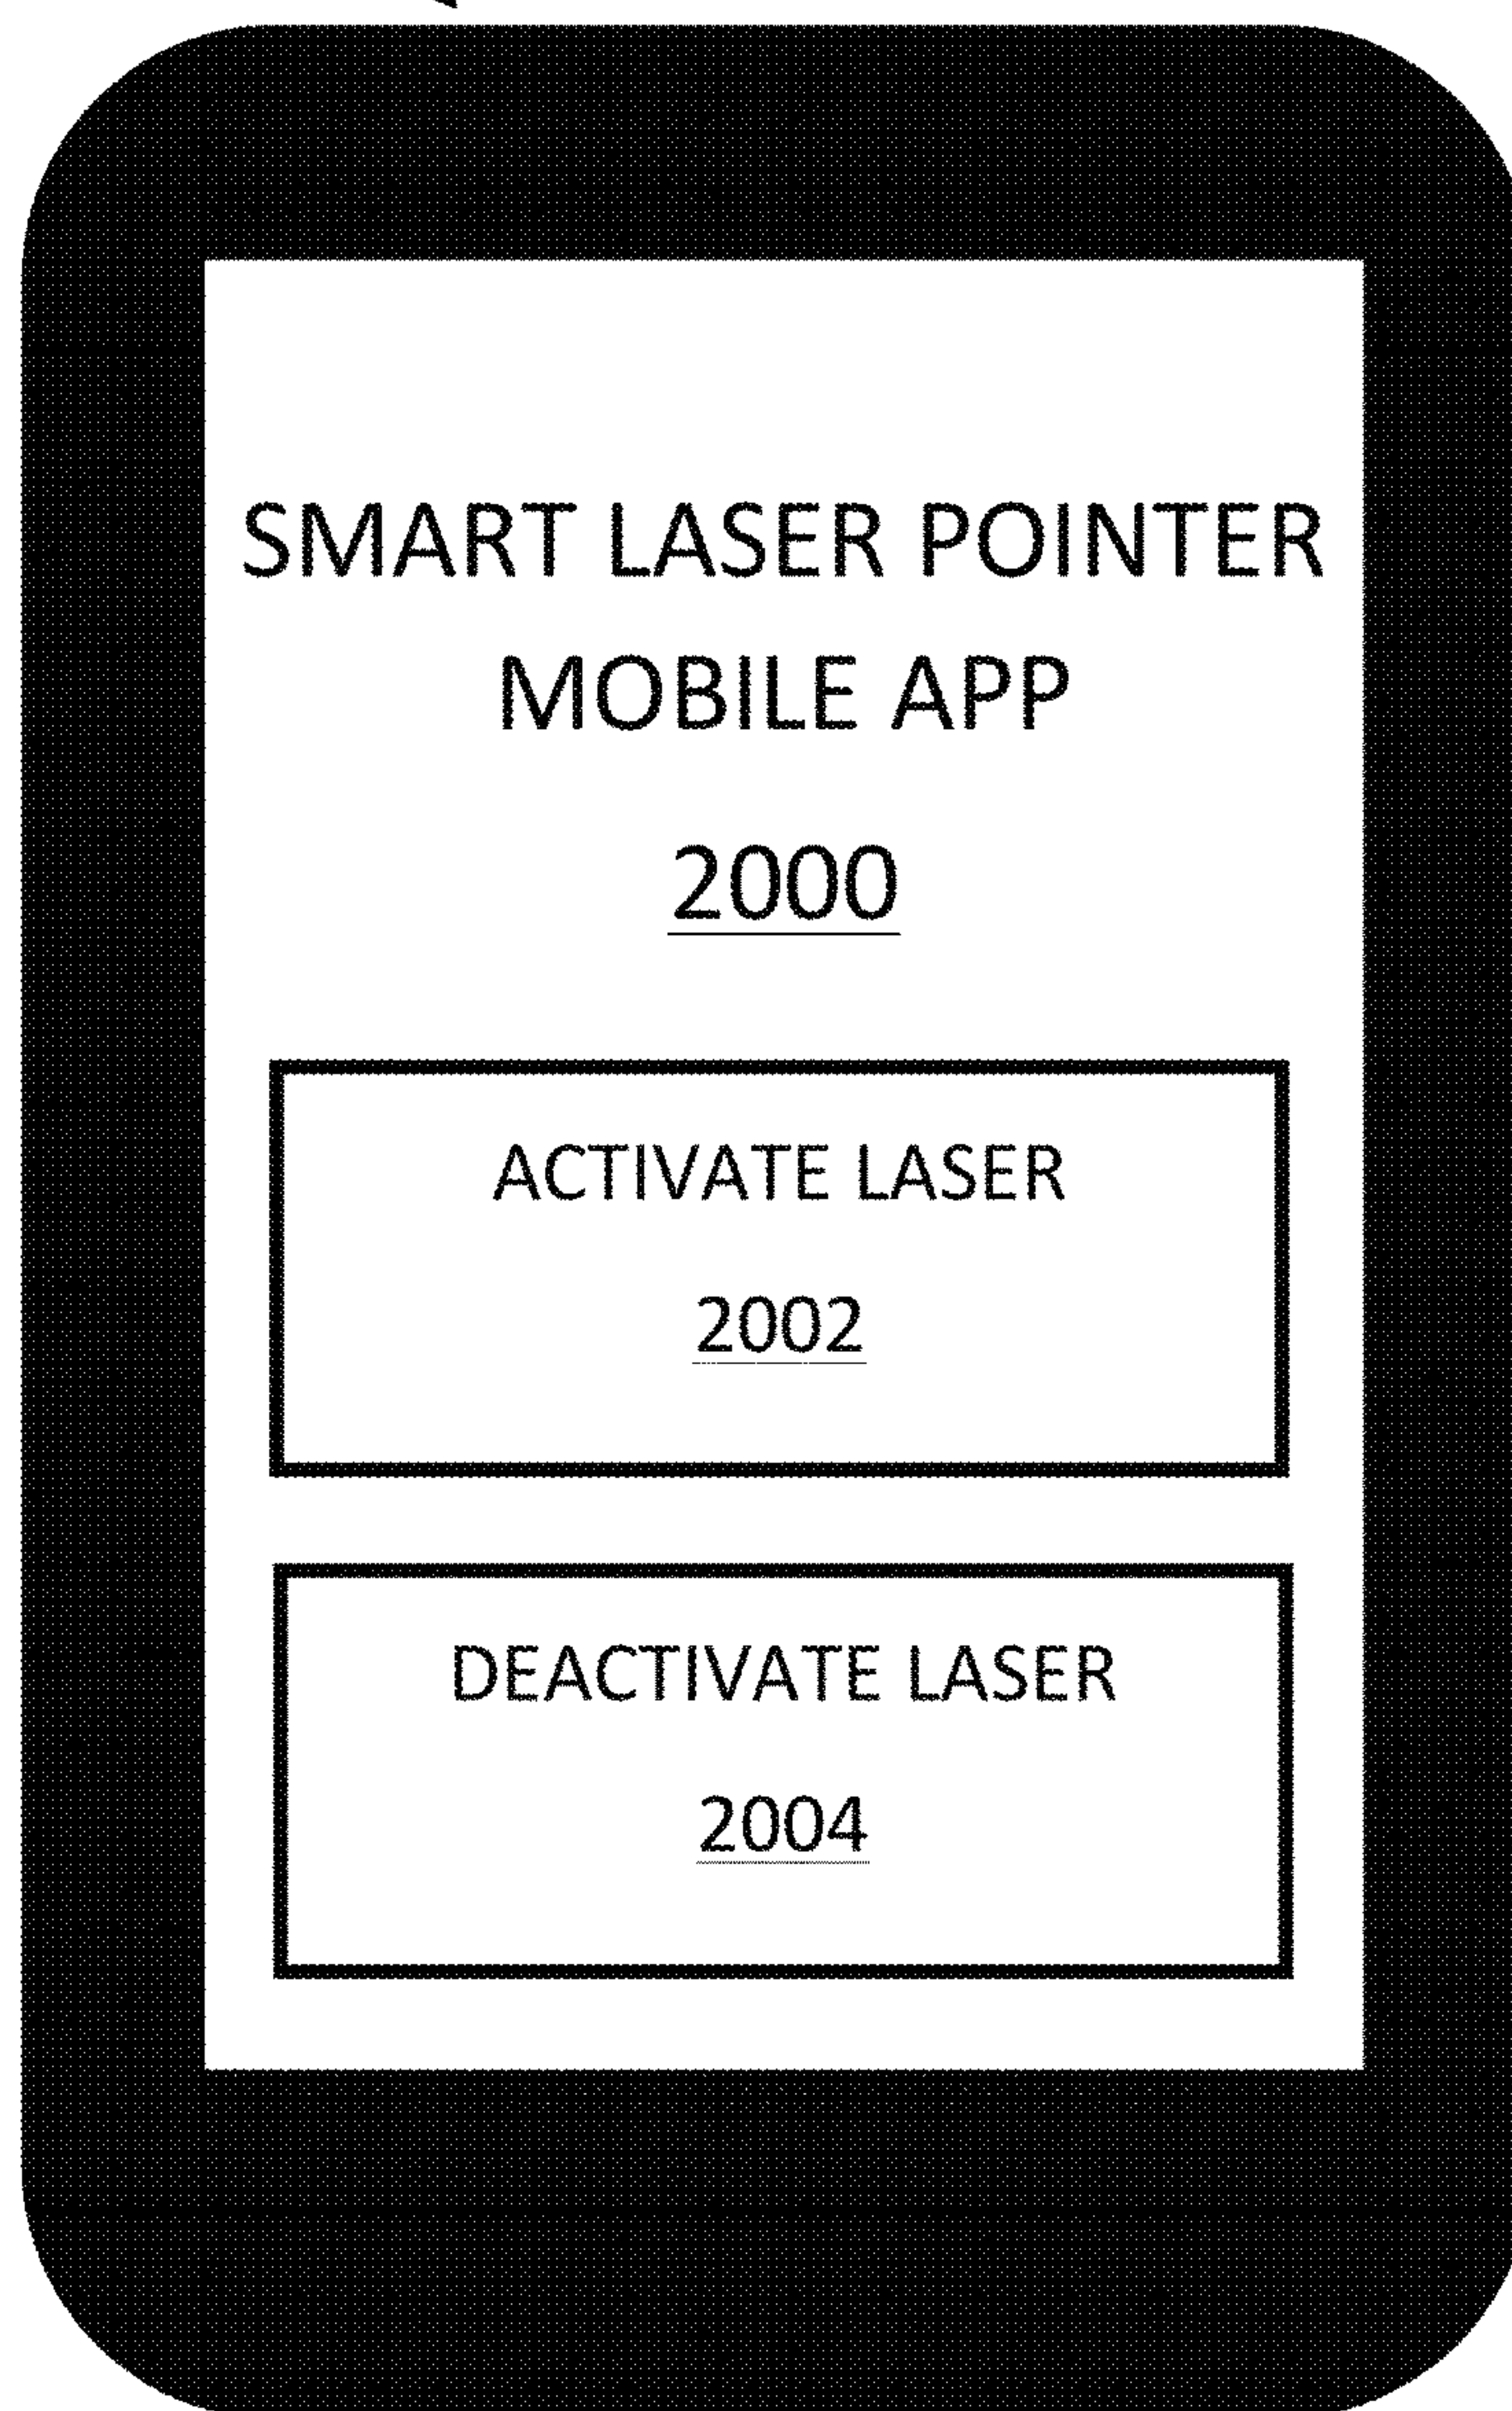 SMART LASER POINTER
MOBILE APP
2000
ACTIVATE LASER
2002
DEACTIVATE LASER
2004